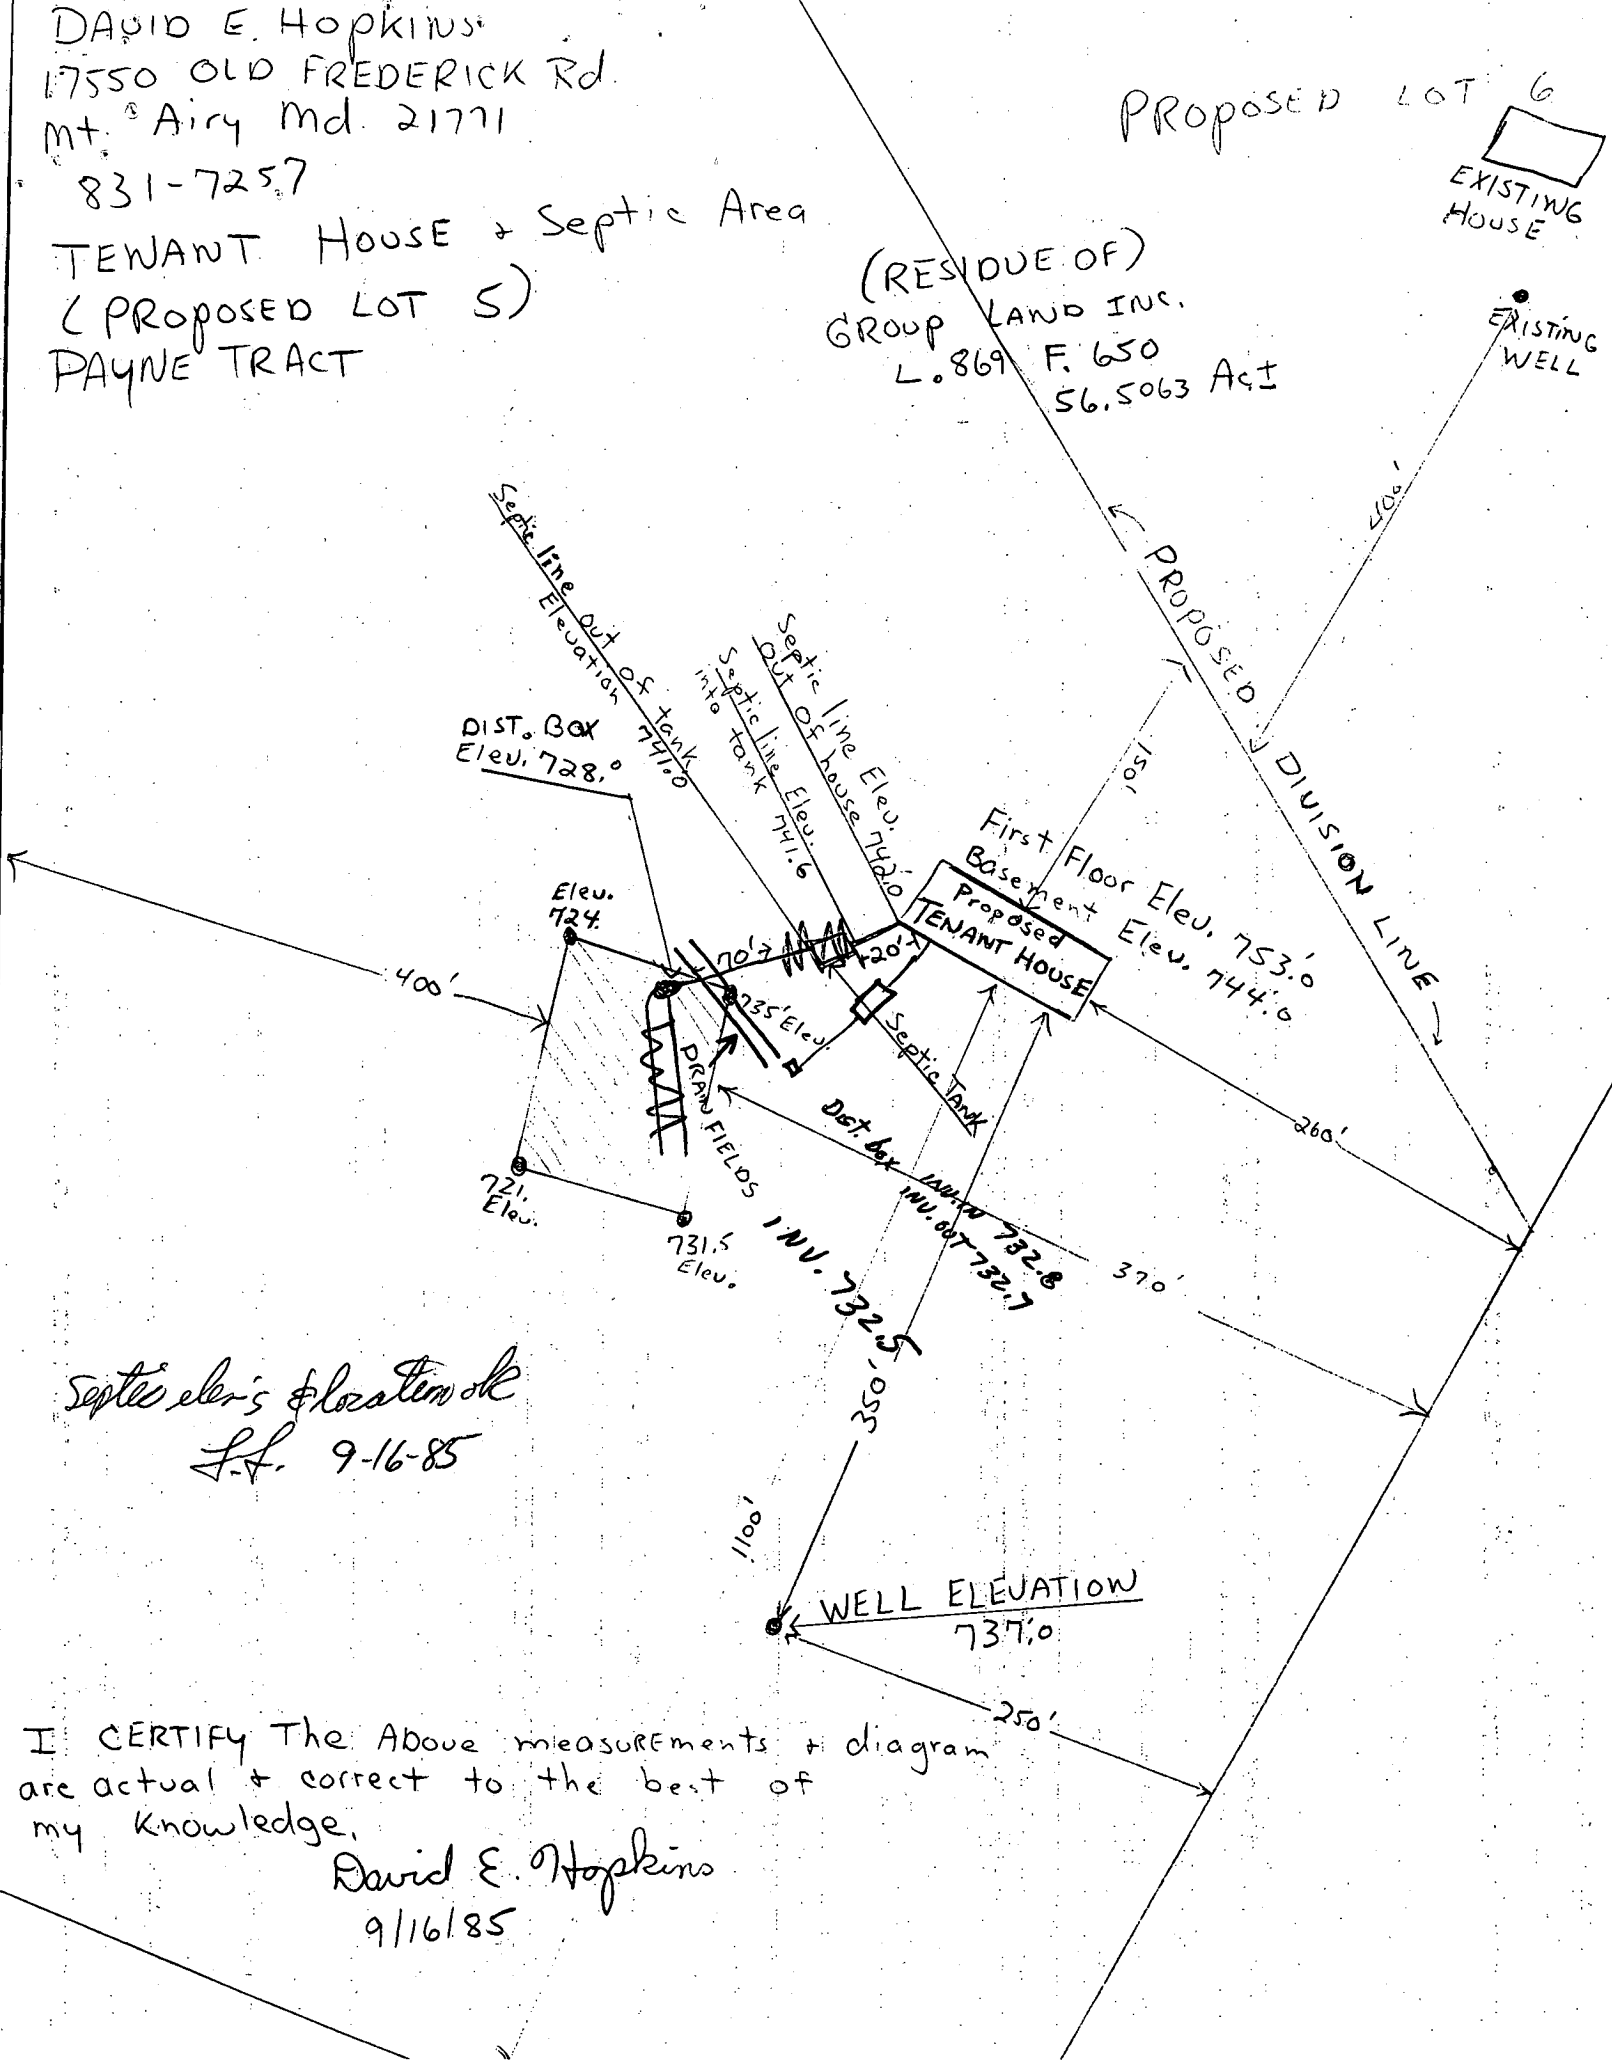 DAVID E. HOPKINS
17550 OLD FREDERICK Rd.
Mt. Airy Md. 21771
831-7257
TENANT HOUSE + Septic Area
(PROPOSED LOT 5)
PAYNE TRACT
PROPOSED LOT 6
EXISTING
HOUSE
(RESIDUE OF)
GROUP LAND INC.
L. 869 F. 650
56.5063 Ac±
EXISTING
WELL
400'
PROPOSED DIVISION LINE
Septic line out of tank
Elevation 741.0
Septic line Elev.
into tank 741.6
Septic line Elev.
out of house 742.0
DIST. BOX
Elev. 728.0
150'
First Floor Elev. 753.0
Basement Elev. 744.0
Proposed
TENANT HOUSE
Elev.
724.
70'±
20'±
400'
735' Elev.
Septic Tank
DRAIN FIELDS INV. 732.5
Dist. box INV. IN 732.8
INV. OUT 732.7
260'
721.
Elev.
731.5
Elev.
370'
350'
Septic elev's & location ok
9-16-85
1100'
WELL ELEVATION
737.0
250'
I CERTIFY The Above measurements + diagram
are actual + correct to the best of
my Knowledge.
David E. Hopkins
9/16/85